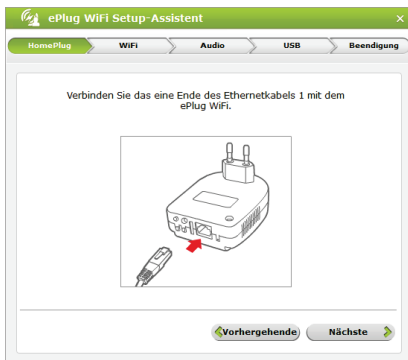 ePlug WiFi Setup-Assistent
HomePlug
WiFi
Audio
USB
Beendigung
Verbinden Sie das eine Ende des Ethernetkabels 1 mit dem
ePlug WiFi.
Vorhergehende
Nächste